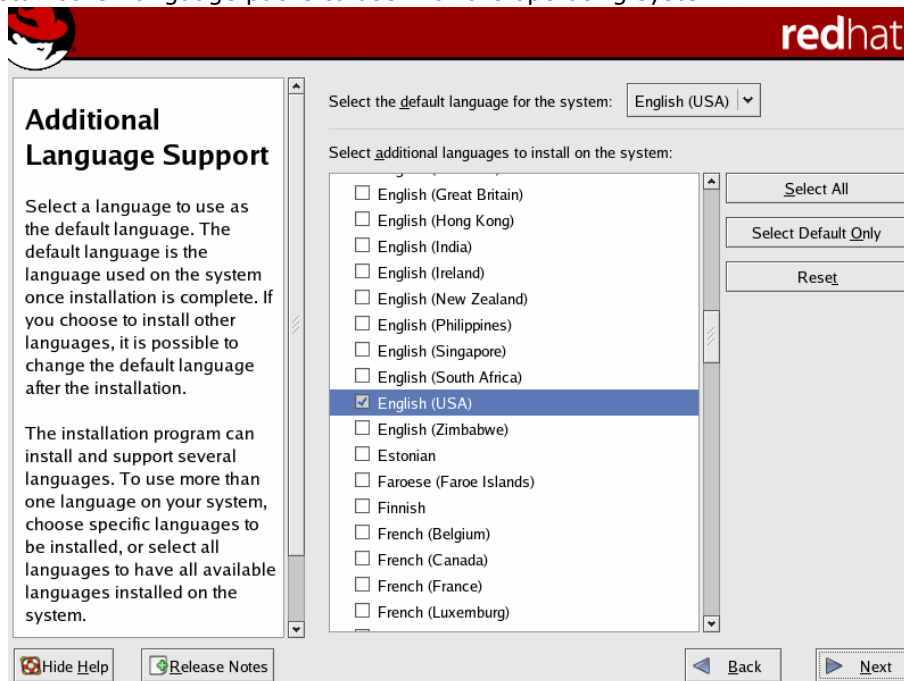 redhat
Additional
Language Support
Select a language to use as
the default language. The
default language is the
language used on the system
once installation is complete. If
you choose to install other
languages, it is possible to
change the default language
after the installation.
The installation program can
install and support several
languages. To use more than
one language on your system,
choose specific languages to
be installed, or select all
languages to have all available
languages installed on the
system.
Select the default language for the system: English (USA)
Select additional languages to install on the system:
English (Great Britain)
English (Hong Kong)
English (India)
English (Ireland)
English (New Zealand)
English (Philippines)
English (Singapore)
English (South Africa)
English (USA)
English (Zimbabwe)
Estonian
Faroese (Faroe Islands)
Finnish
French (Belgium)
French (Canada)
French (France)
French (Luxemburg)
Select All
Select Default Only
Reset
Hide Help
Release Notes
Back
Next